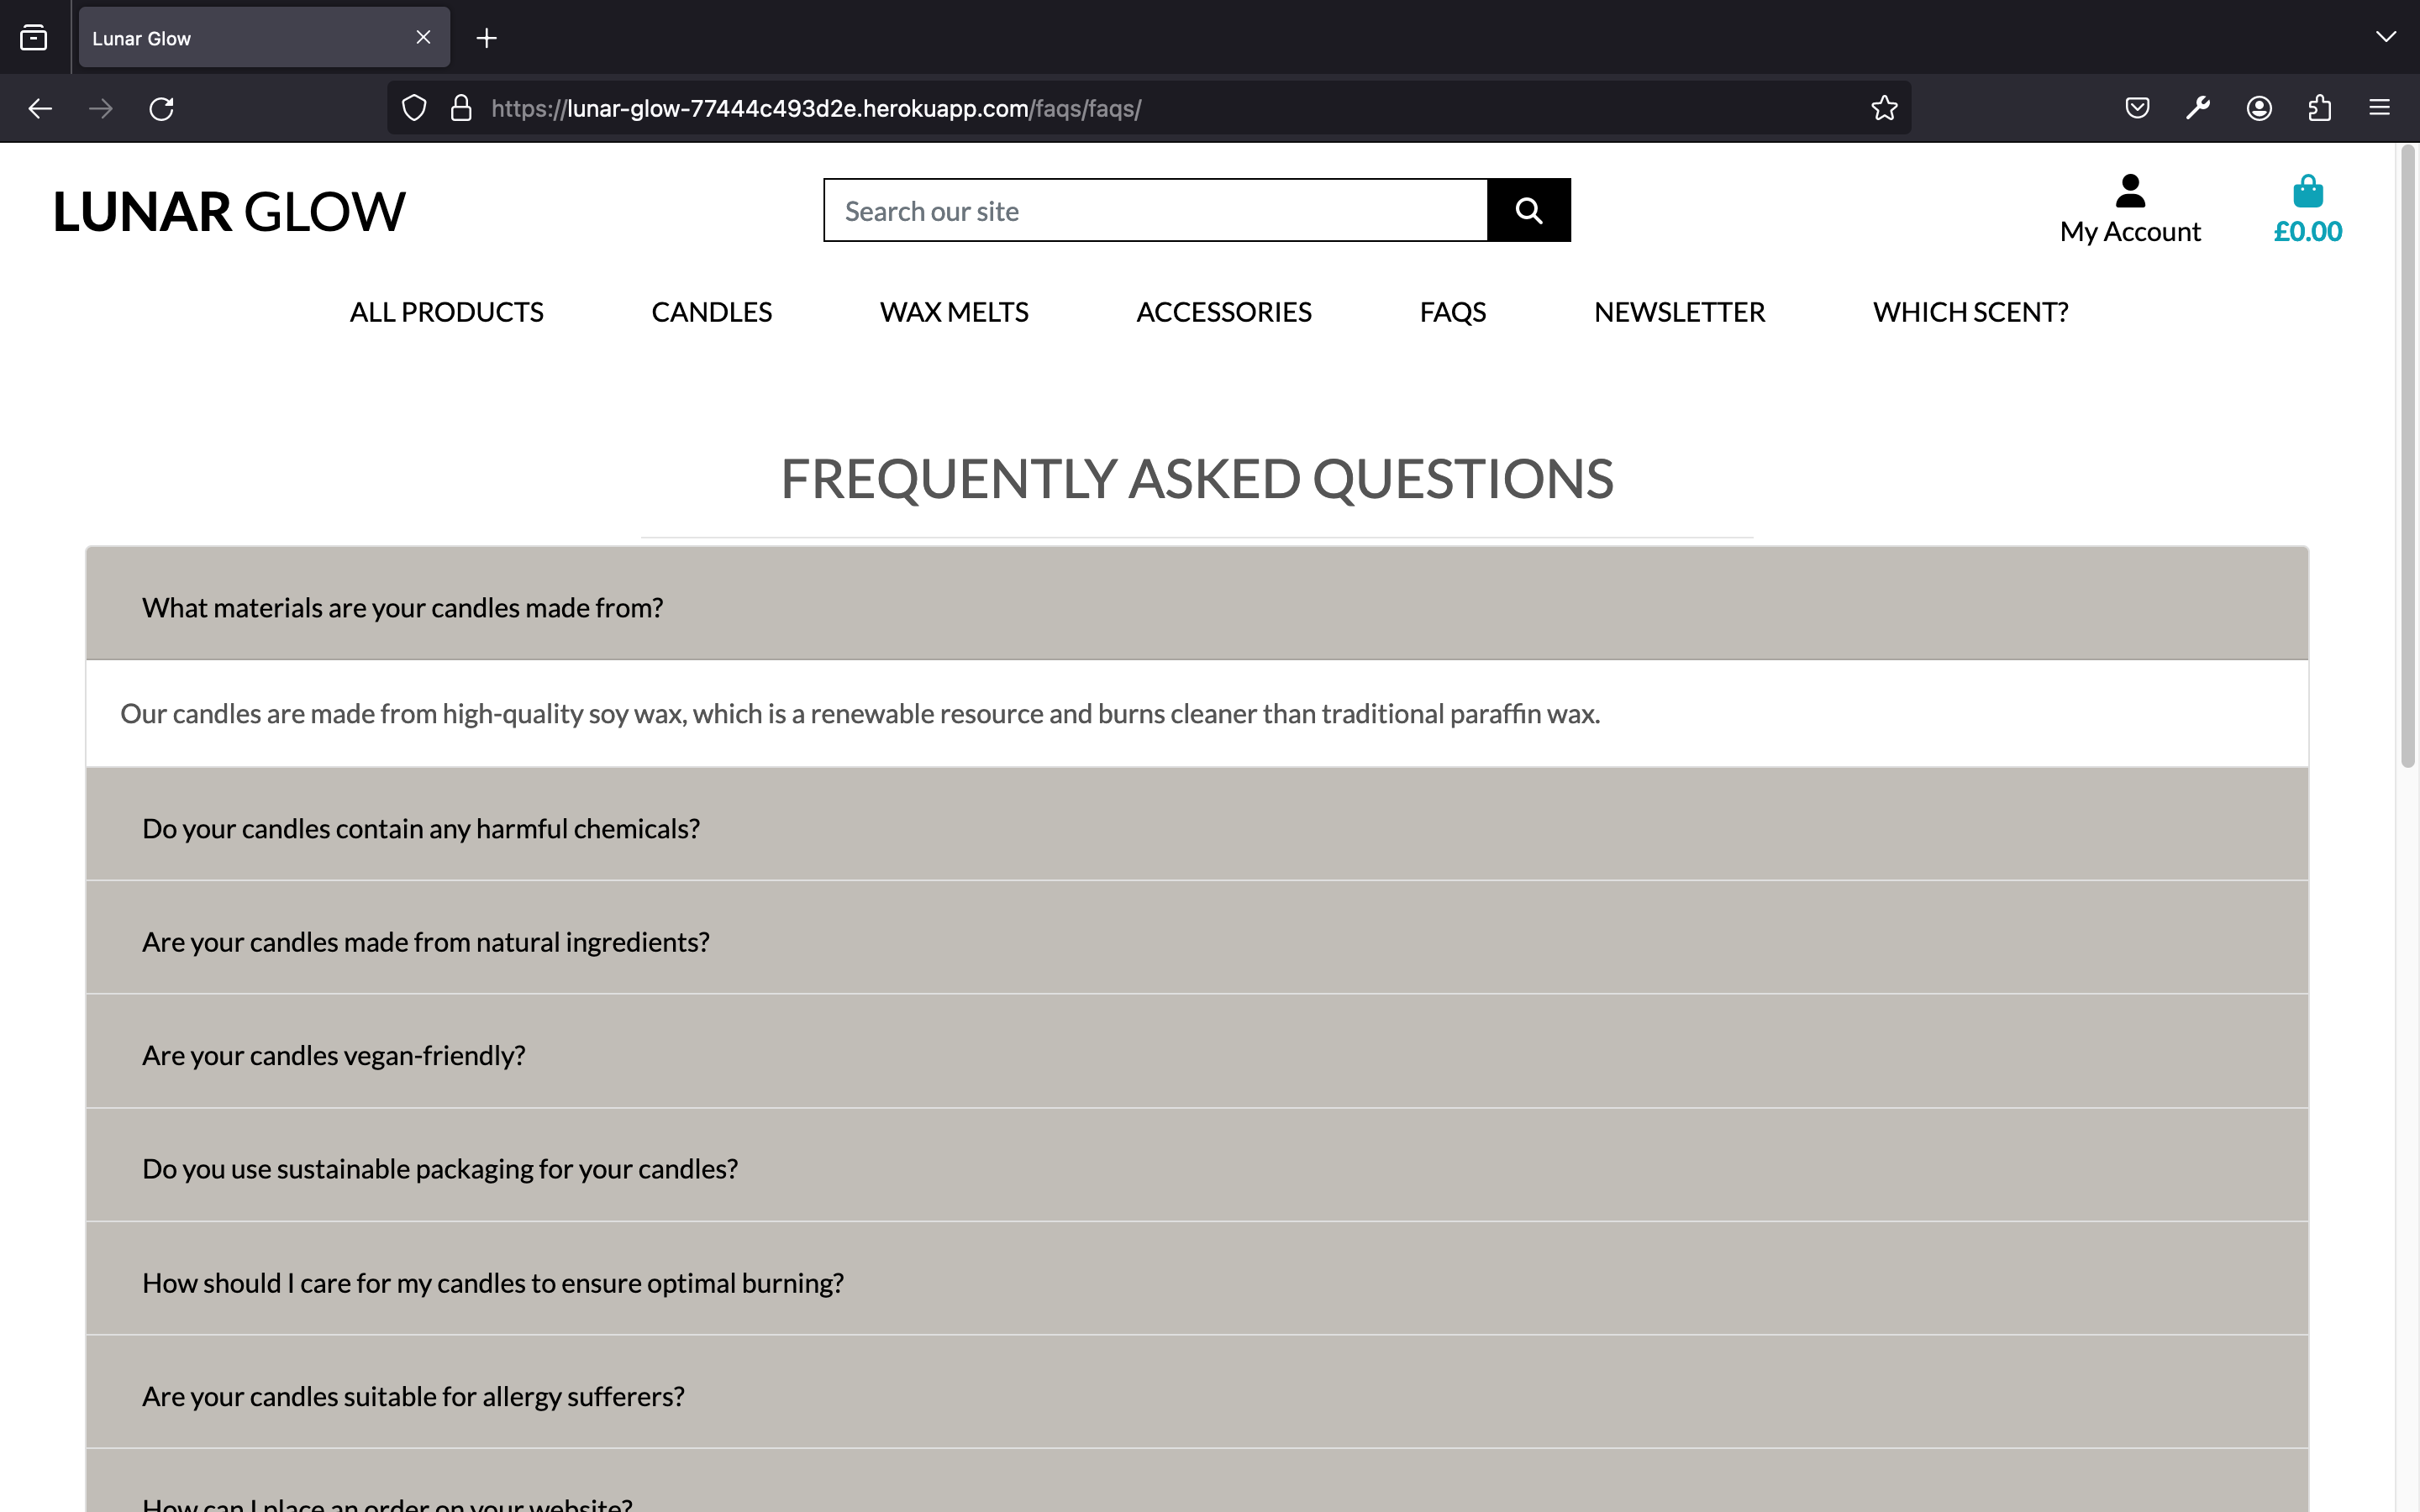 Lunar Glow
https://lunar-glow-77444c493d2e.herokuapp.com/faqs/faqs/
LUNAR GLOW
Search our site
My Account
£0.00
ALL PRODUCTS
CANDLES
WAX MELTS
ACCESSORIES
FAQS
NEWSLETTER
WHICH SCENT?
FREQUENTLY ASKED QUESTIONS
What materials are your candles made from?
Our candles are made from high-quality soy wax, which is a renewable resource and burns cleaner than traditional paraffin wax.
Do your candles contain any harmful chemicals?
Are your candles made from natural ingredients?
Are your candles vegan-friendly?
Do you use sustainable packaging for your candles?
How should I care for my candles to ensure optimal burning?
Are your candles suitable for allergy sufferers?
How can I place an order on your website?